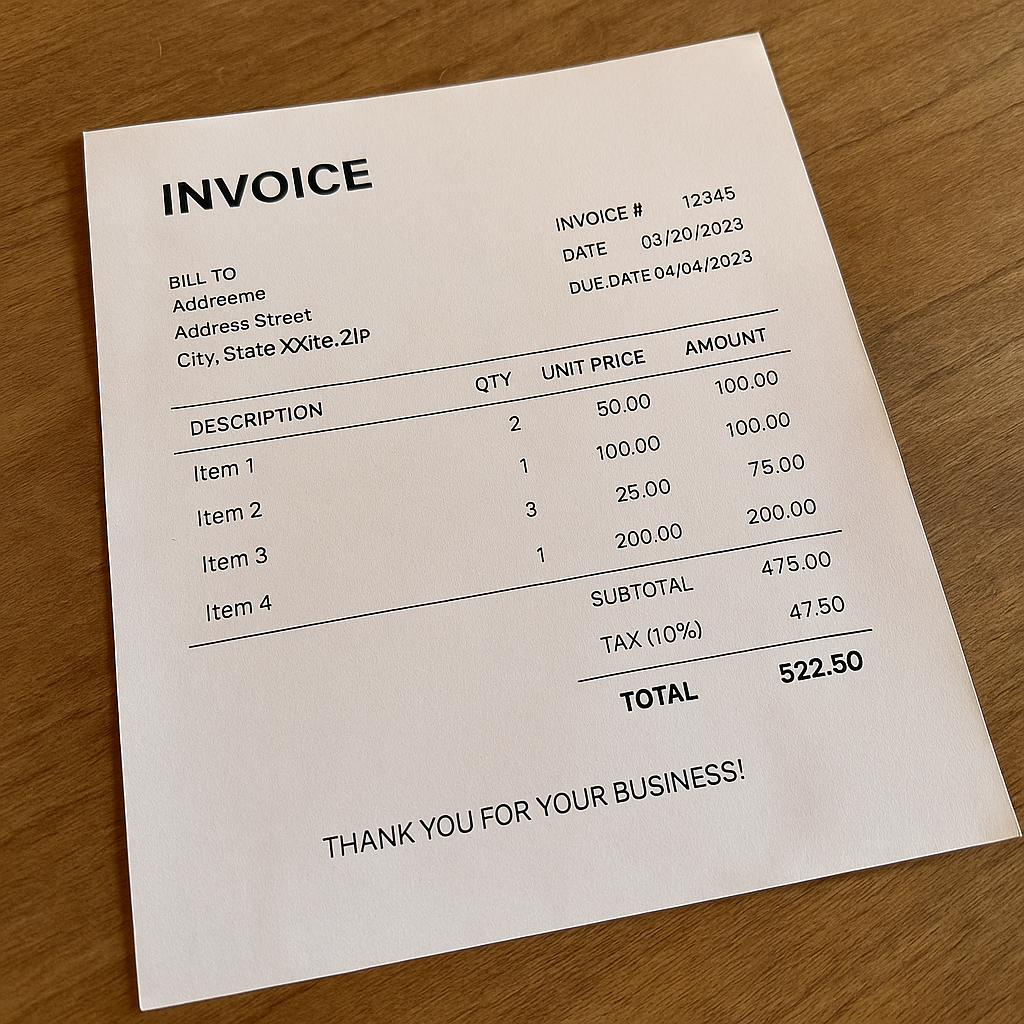 INVOICE
INVOICE # 12345
DATE 03/20/2023
DUE.DATE 04/04/2023
BILL TO
Addreeme
Address Street
City, State XXite.2Ip
DESCRIPTION QTY UNIT PRICE AMOUNT
Item 1 2 50.00 100.00
Item 2 1 100.00 100.00
Item 3 3 25.00 75.00
Item 4 1 200.00 200.00
SUBTOTAL 475.00
TAX (10%) 47.50
TOTAL 522.50
THANK YOU FOR YOUR BUSINESS!